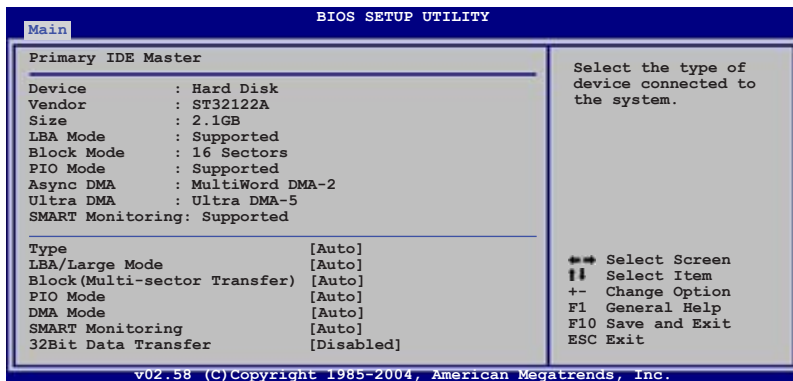 BIOS SETUP UTILITY
Main
Primary IDE Master
Device : Hard Disk
Vendor : ST32122A
Size : 2.1GB
LBA Mode : Supported
Block Mode : 16 Sectors
PIO Mode : Supported
Async DMA : MultiWord DMA-2
Ultra DMA : Ultra DMA-5
SMART Monitoring: Supported
Type [Auto]
LBA/Large Mode [Auto]
Block(Multi-sector Transfer) [Auto]
PIO Mode [Auto]
DMA Mode [Auto]
SMART Monitoring [Auto]
32Bit Data Transfer [Disabled]
Select the type of
device connected to
the system.
Select Screen
Select Item
+- Change Option
F1 General Help
F10 Save and Exit
ESC Exit
v02.58 (C)Copyright 1985-2004, American Megatrends, Inc.